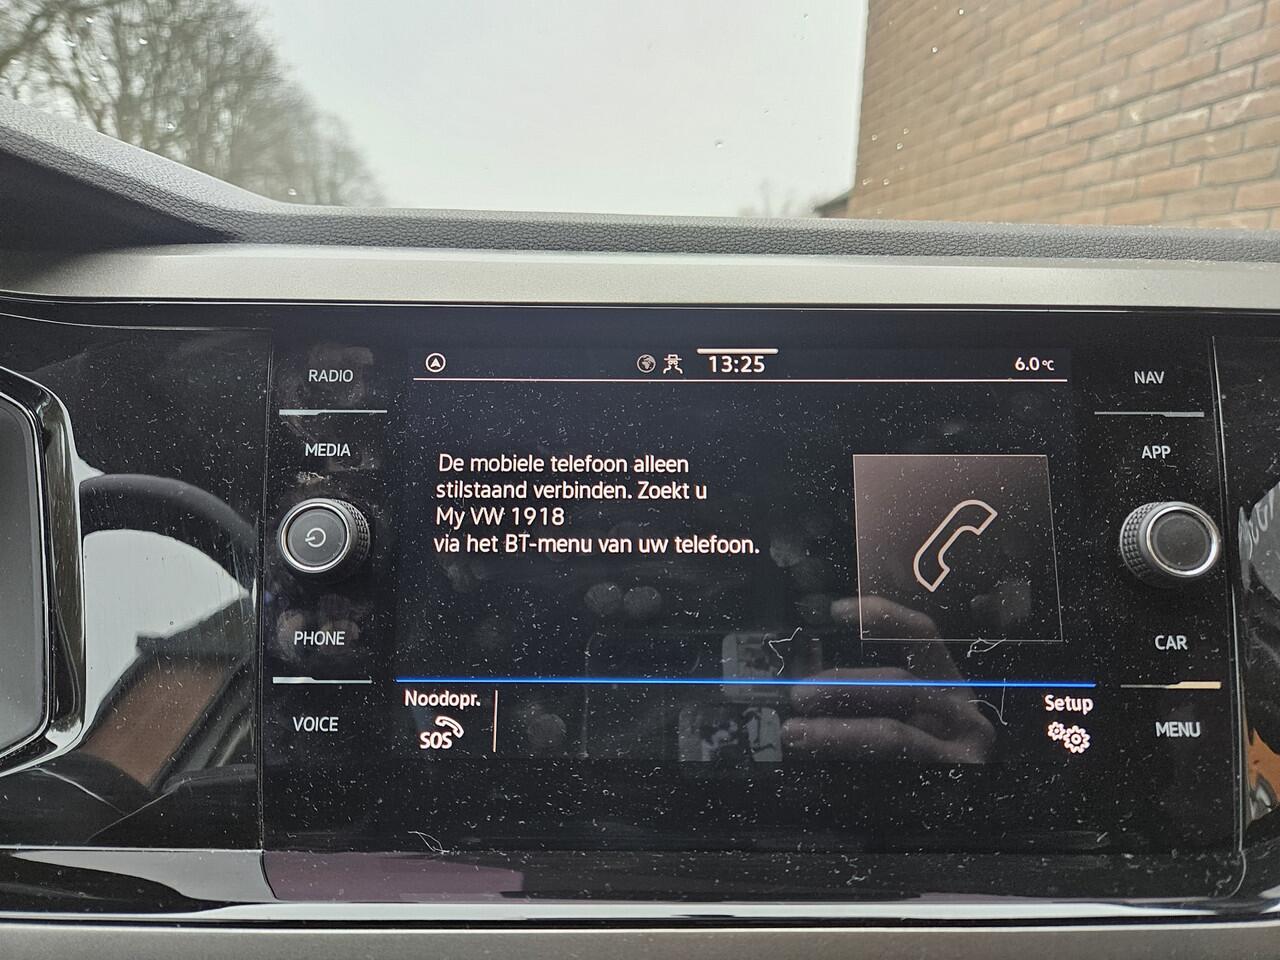 RADIO
13:25
6.0°C
NAV
MEDIA
De mobiele telefoon alleen
stilstaand verbinden. Zoekt u
My VW 1918
via het BT-menu van uw telefoon.
APP
PHONE
CAR
Noodopr.
SOS
Setup
VOICE
MENU